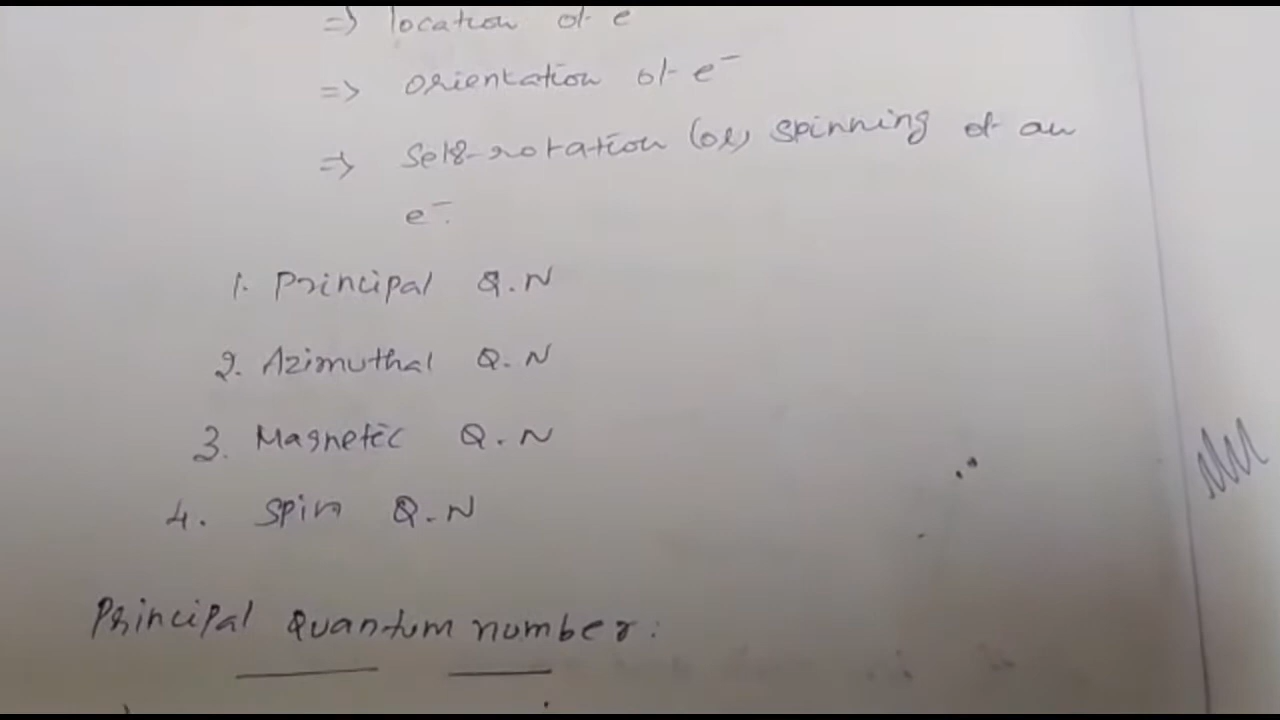 => location of e
=> orientation of e⁻
=> Self-rotation (or) spinning of an
e⁻.
1. Principal Q.N
2. Azimuthal Q.N
3. Magnetic Q.N
4. Spin Q.N
Principal Quantum number: